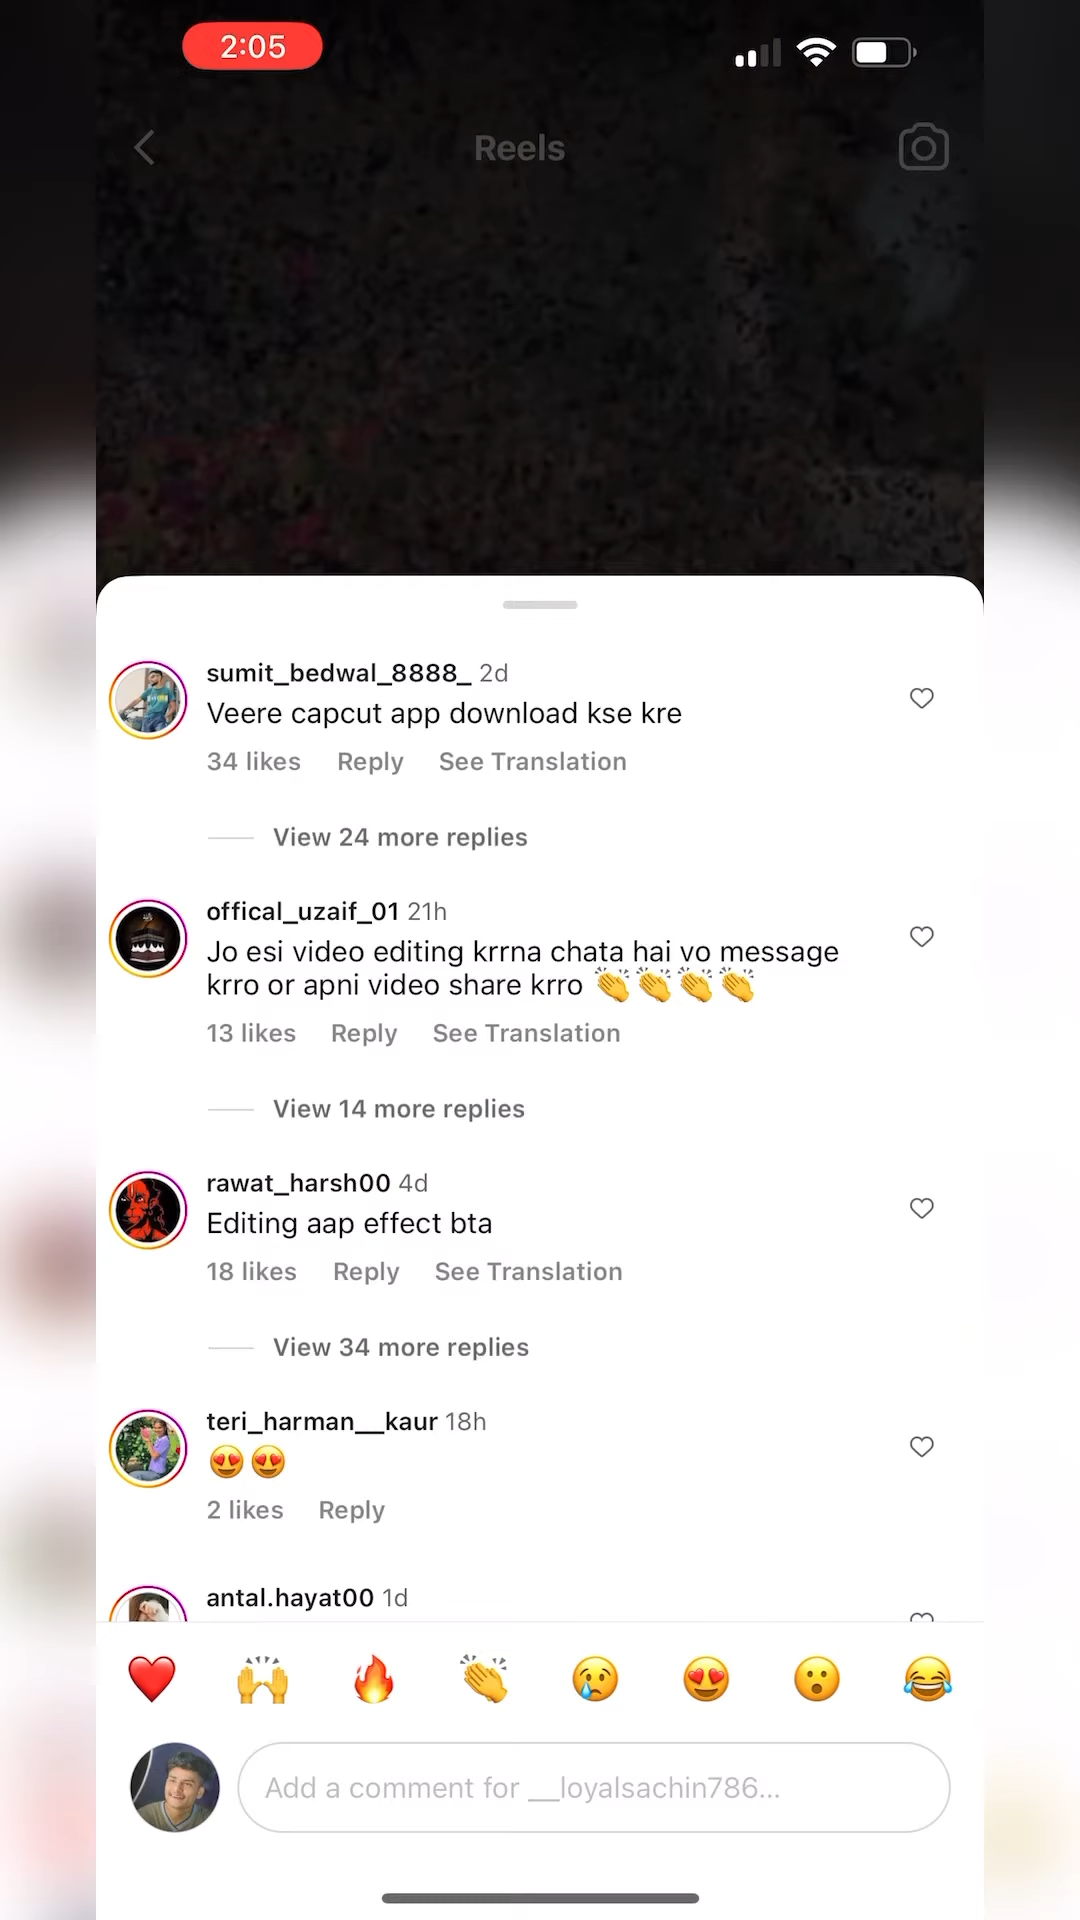 2:05
Reels
sumit_bedwal_8888_ 2d
Veere capcut app download kse kre
34 likes Reply See Translation
View 24 more replies
offical_uzaif_01 21h
Jo esi video editing krrna chata hai vo message
krro or apni video share krro 👏👏👏👏
13 likes Reply See Translation
View 14 more replies
rawat_harsh00 4d
Editing aap effect bta
18 likes Reply See Translation
View 34 more replies
teri_harman__kaur 18h
😍😍
2 likes Reply
antal.hayat00 1d
❤️🙌🔥👏😢😍😮😂
Add a comment for __loyalsachin786...